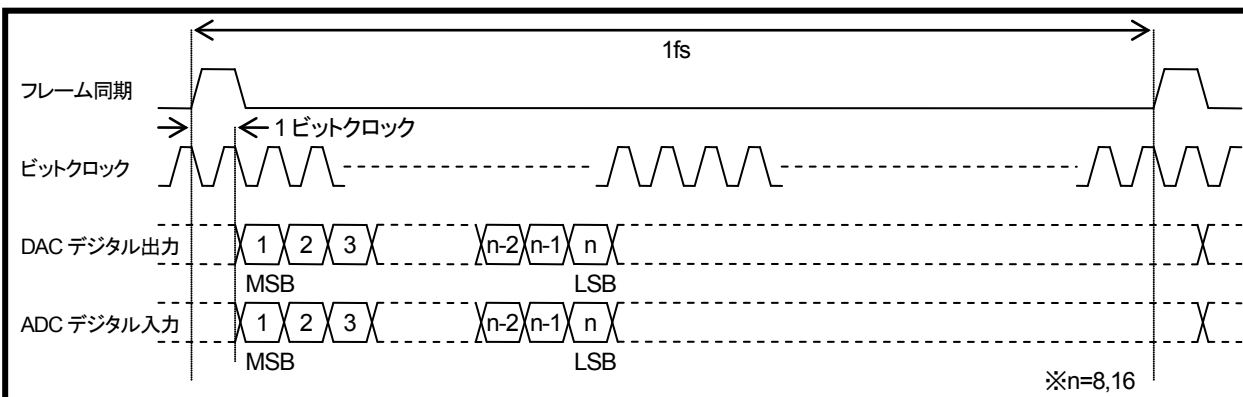 1fs
フレーム同期
1 ビットクロック
ビットクロック
DAC デジタル出力
1 2 3 n-2 n-1 n
MSB LSB
ADC デジタル入力
1 2 3 n-2 n-1 n
MSB LSB
※n=8,16